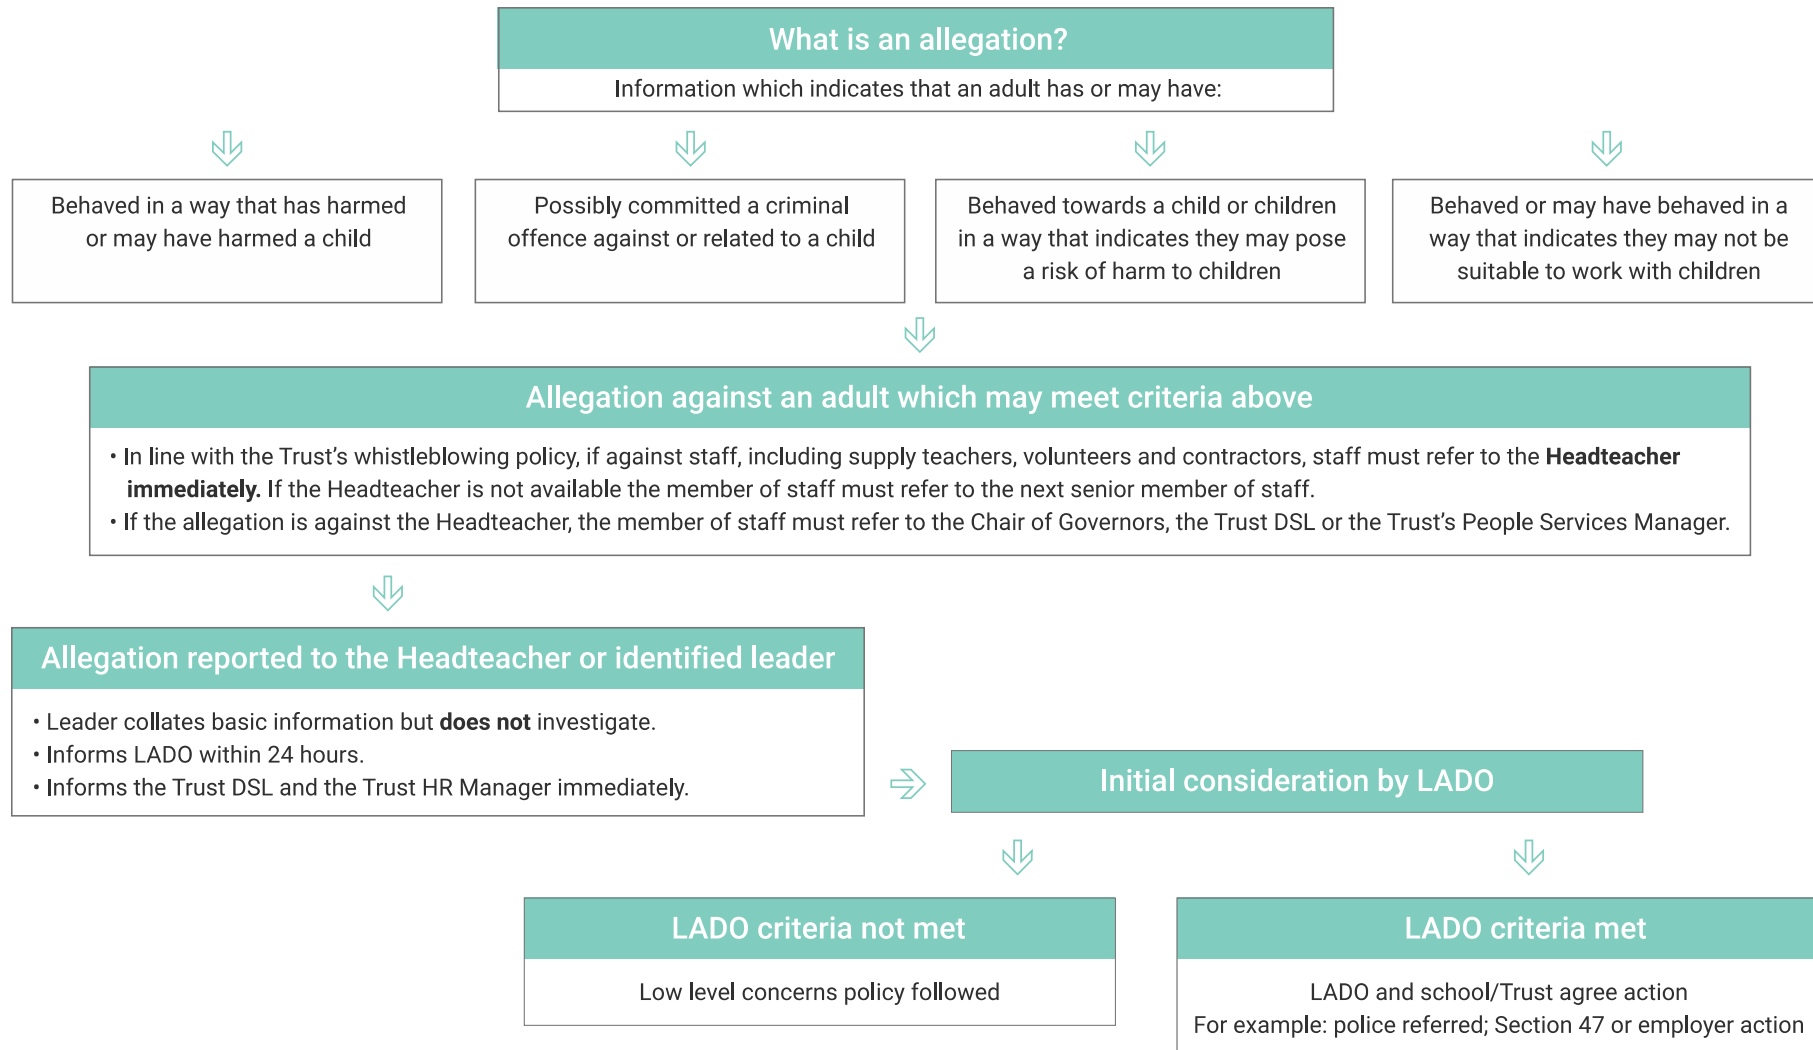 What is an allegation?
Information which indicates that an adult has or may have:
Behaved in a way that has harmed
or may have harmed a child
Possibly committed a criminal
offence against or related to a child
Behaved towards a child or children
in a way that indicates they may pose
a risk of harm to children
Behaved or may have behaved in a
way that indicates they may not be
suitable to work with children
Allegation against an adult which may meet criteria above
• In line with the Trust’s whistleblowing policy, if against staff, including supply teachers, volunteers and contractors, staff must refer to the Headteacher
immediately. If the Headteacher is not available the member of staff must refer to the next senior member of staff.
• If the allegation is against the Headteacher, the member of staff must refer to the Chair of Governors, the Trust DSL or the Trust’s People Services Manager.
Allegation reported to the Headteacher or identified leader
• Leader collates basic information but does not investigate.
• Informs LADO within 24 hours.
• Informs the Trust DSL and the Trust HR Manager immediately.
Initial consideration by LADO
LADO criteria not met
Low level concerns policy followed
LADO criteria met
LADO and school/Trust agree action
For example: police referred; Section 47 or employer action